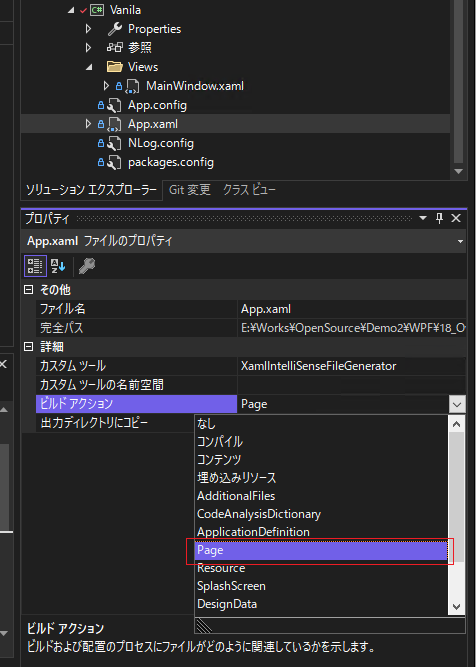 Vanila
Properties
参照
Views
MainWindow.xaml
App.config
App.xaml
NLog.config
packages.config
ソリューション エクスプローラー Git 変更 クラス ビュー
プロパティ
App.xaml ファイルのプロパティ
その他
ファイル名 App.xaml
完全パス E:¥Works¥OpenSource¥Demo2¥WPF¥18_O
詳細
カスタム ツール XamlIntelliSenseFileGenerator
カスタム ツールの名前空間
ビルド アクション Page
出力ディレクトリにコピー
なし
コンパイル
コンテンツ
埋め込みリソース
AdditionalFiles
CodeAnalysisDictionary
ApplicationDefinition
Page
Resource
SplashScreen
DesignData
ビルド アクション
ビルドおよび配置のプロセスにファイルがどのように関連しているかを示します。